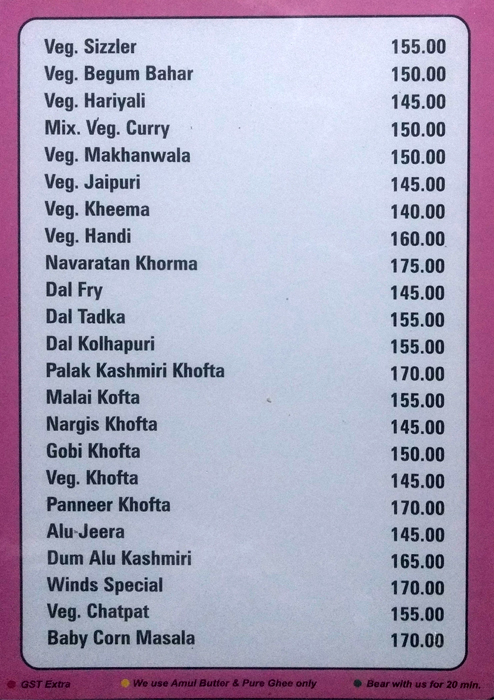 Veg. Sizzler 155.00
Veg. Begum Bahar 150.00
Veg. Hariyali 145.00
Mix. Veg. Curry 150.00
Veg. Makhanwala 150.00
Veg. Jaipuri 145.00
Veg. Kheema 140.00
Veg. Handi 160.00
Navaratan Khorma 175.00
Dal Fry 145.00
Dal Tadka 155.00
Dal Kolhapuri 155.00
Palak Kashmiri Khofta 170.00
Malai Kofta 155.00
Nargis Khofta 145.00
Gobi Khofta 150.00
Veg. Khofta 145.00
Panneer Khofta 170.00
Alu-Jeera 145.00
Dum Alu Kashmiri 165.00
Winds Special 170.00
Veg. Chatpat 155.00
Baby Corn Masala 170.00
GST Extra We use Amul Butter & Pure Ghee only Bear with us for 20 min.